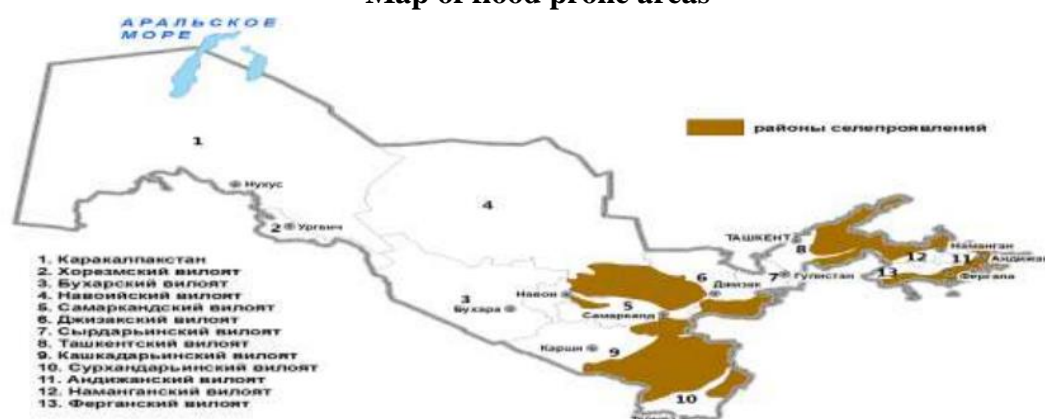 Map of flood prone areas
АРАЛЬСКОЕ
МОРЕ
районы селепроявлений
1
Нукус
4
2
Ургенч
ТАШКЕНТ
8
Наманган
12
11
Андижан
13
Фергана
7
Гулистан
6
Джизак
3
Навои
Бухара
5
Самарканд
Карши
9
10
1. Каракалпакстан
2. Хорезмский вилоят
3. Бухарский вилоят
4. Навоийский вилоят
5. Самаркандский вилоят
6. Джизакский вилоят
7. Сырдарьинский вилоят
8. Ташкентский вилоят
9. Кашкадарьинский вилоят
10. Сурхандарьинский вилоят
11. Андижанский вилоят
12. Наманганский вилоят
13. Ферганский вилоят